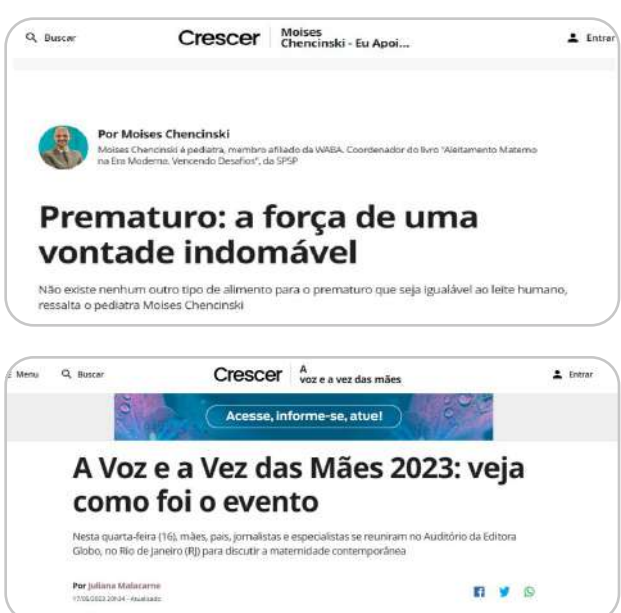 Buscar
Crescer
Moises
Chencinski - Eu Apoi...
Entrar
Por Moises Chencinski
Moises Chencinski é pediatra, membro afiliado da WABA. Coordenador do livro "Aleitamento Materno
na Era Moderna. Vencendo Desafios", da SPSP
Prematuro: a força de uma
vontade indomável
Não existe nenhum outro tipo de alimento para o prematuro que seja igualável ao leite humano,
ressalta o pediatra Moises Chencinski
Menu
Buscar
Crescer
A
voz e a vez das mães
Entrar
Acesse, informe-se, atue!
A Voz e a Vez das Mães 2023: veja
como foi o evento
Nesta quarta-feira (16), mães, pais, jornalistas e especialistas se reuniram no Auditório da Editora
Globo, no Rio de Janeiro (RJ) para discutir a maternidade contemporânea
Por Juliana Malacarne
17/05/2023 20h34 - Atualizado